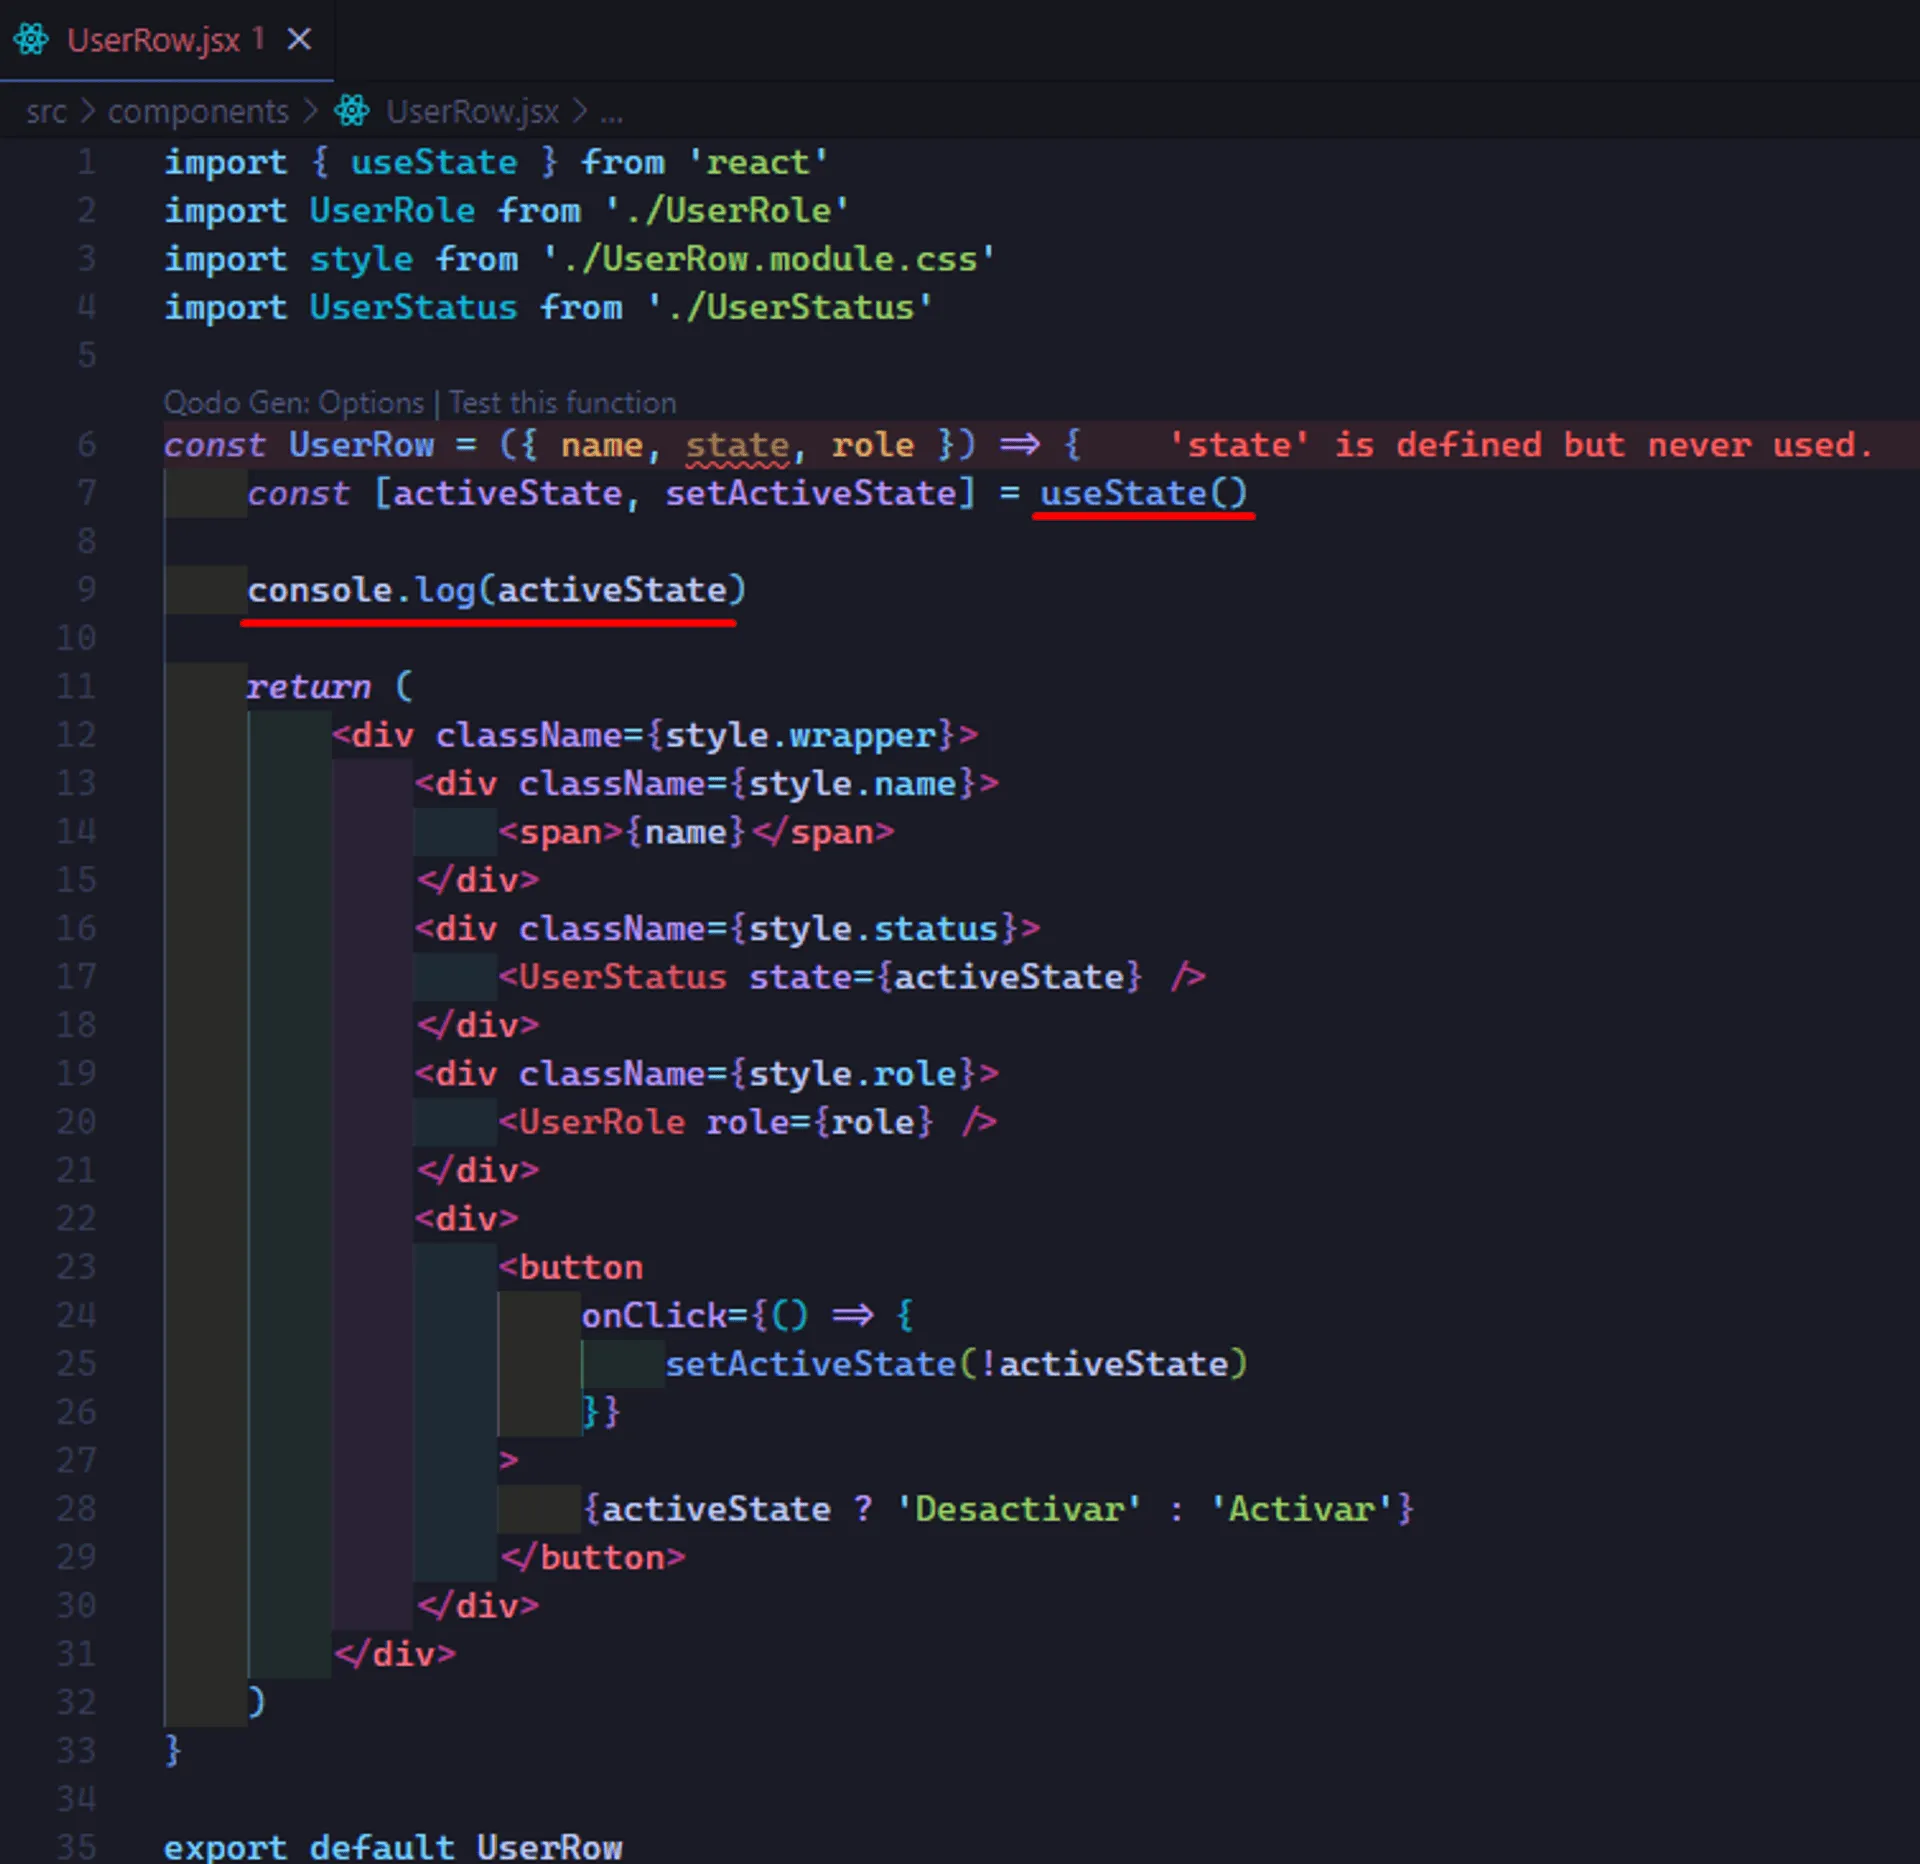 UserRow.jsx 1 ×
src > components > UserRow.jsx > ...
1 import { useState } from 'react'
2 import UserRole from './UserRole'
3 import style from './UserRow.module.css'
4 import UserStatus from './UserStatus'
5
Qodo Gen: Options | Test this function
6 const UserRow = ({ name, state, role }) => { 'state' is defined but never used.
7 const [activeState, setActiveState] = useState()
8
9 console.log(activeState)
10
11 return (
12 <div className={style.wrapper}>
13 <div className={style.name}>
14 <span>{name}</span>
15 </div>
16 <div className={style.status}>
17 <UserStatus state={activeState} />
18 </div>
19 <div className={style.role}>
20 <UserRole role={role} />
21 </div>
22 <div>
23 <button
24 onClick={() => {
25 setActiveState(!activeState)
26 }}
27 >
28 {activeState ? 'Desactivar' : 'Activar'}
29 </button>
30 </div>
31 </div>
32 )
33 }
34
35 export default UserRow